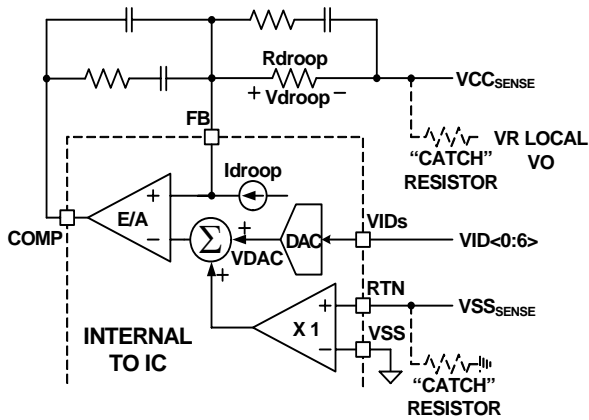 Rdroop
+ Vdroop −
VCCSENSE
FB
"CATCH"
RESISTOR
VR LOCAL
VO
Idroop
+
E/A
−
COMP
Σ
+
+
VDAC
DAC
VIDs
VID<0:6>
RTN
VSSSENSE
+
X 1
−
VSS
INTERNAL
TO IC
"CATCH"
RESISTOR